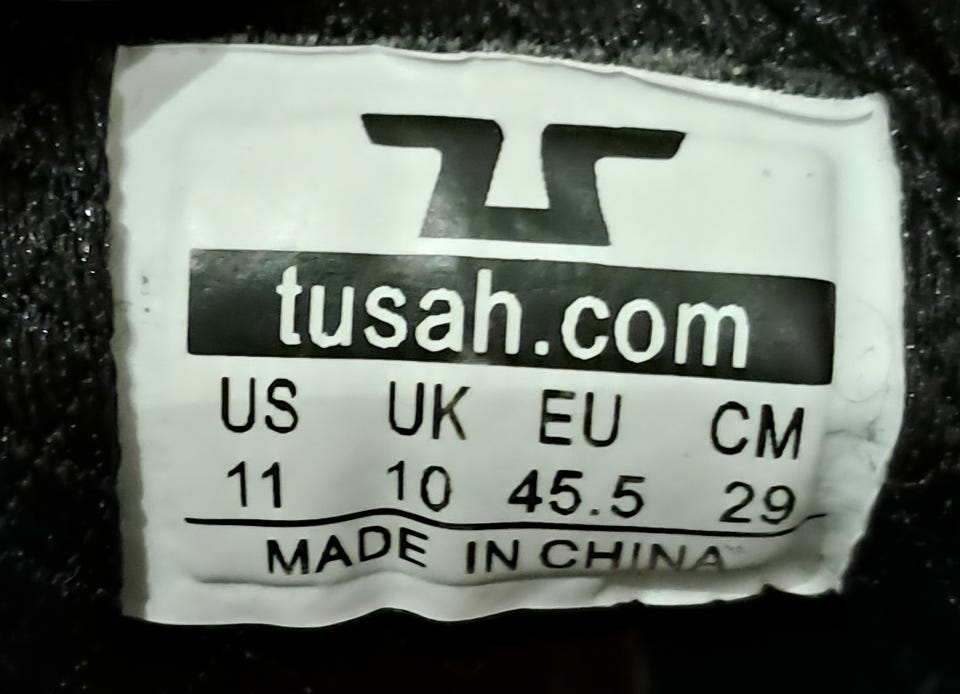 tusah.com
US UK EU CM
11 10 45.5 29
MADE IN CHINA